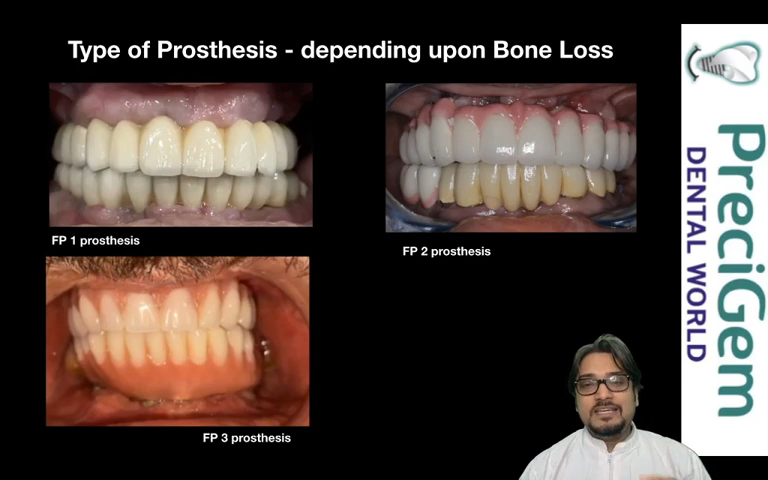 Type of Prosthesis - depending upon Bone Loss
FP 1 prosthesis
FP 2 prosthesis
FP 3 prosthesis
PreciGem
DENTAL WORLD